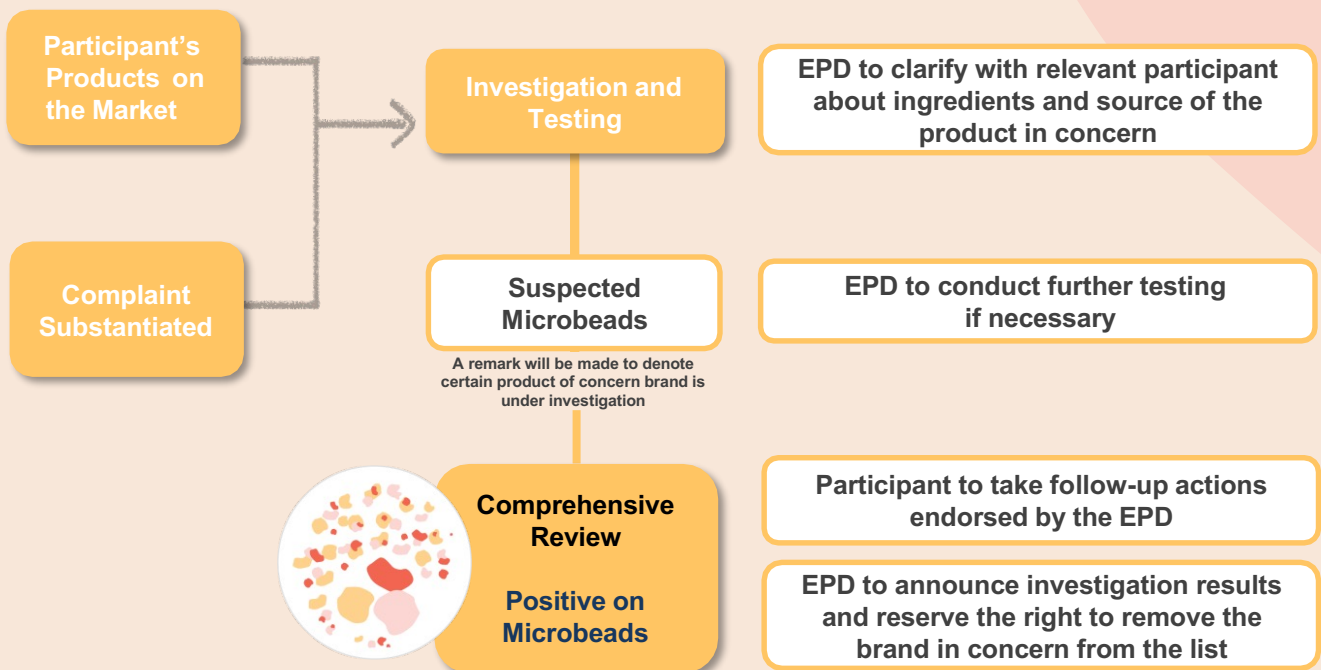 Participant's
Products on
the Market
Investigation and
Testing
EPD to clarify with relevant participant
about ingredients and source of the
product in concern
Complaint
Substantiated
Suspected
Microbeads
A remark will be made to denote
certain product of concern brand is
under investigation
EPD to conduct further testing
if necessary
Comprehensive
Review
Positive on
Microbeads
Participant to take follow-up actions
endorsed by the EPD
EPD to announce investigation results
and reserve the right to remove the
brand in concern from the list